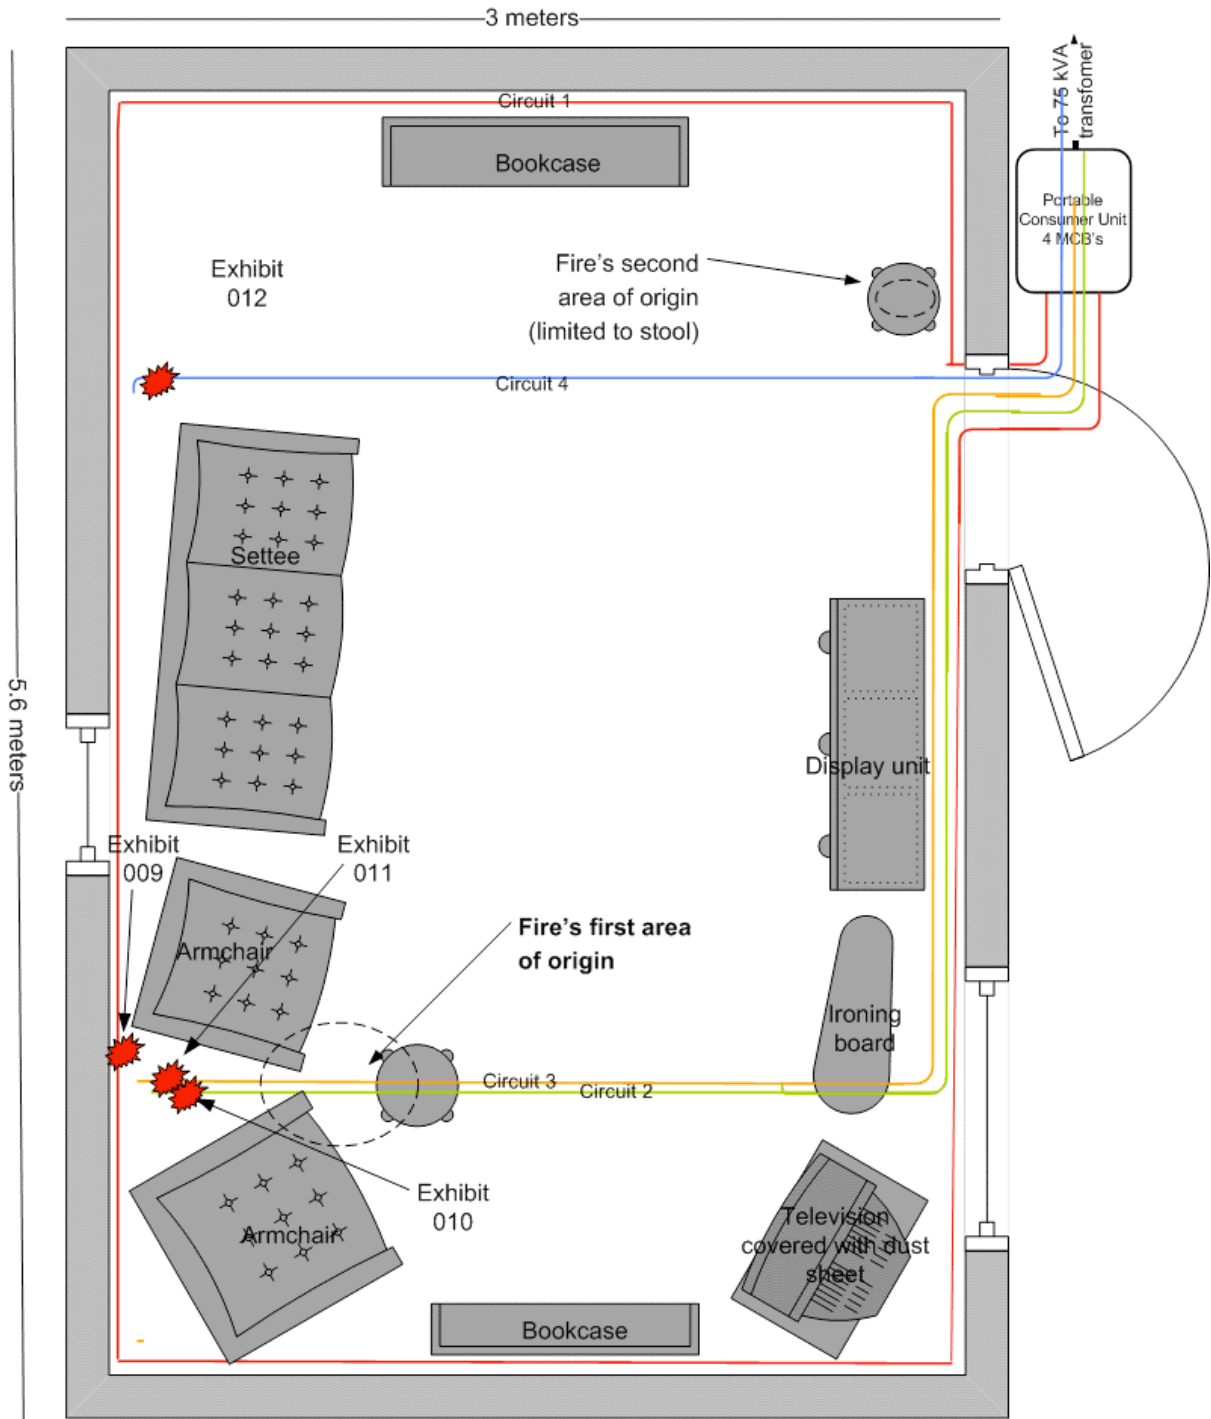 3 meters
To 75 kVA
transfomer
Circuit 1
Bookcase
Portable
Consumer Unit
4 MCB's
Exhibit
012
Fire's second
area of origin
(limited to stool)
Circuit 4
Settee
5.6 meters
Display unit
Exhibit
009
Exhibit
011
Armchair
Fire's first area
of origin
Ironing
board
Circuit 3
Circuit 2
Exhibit
010
Armchair
Television
covered with dust
sheet
Bookcase